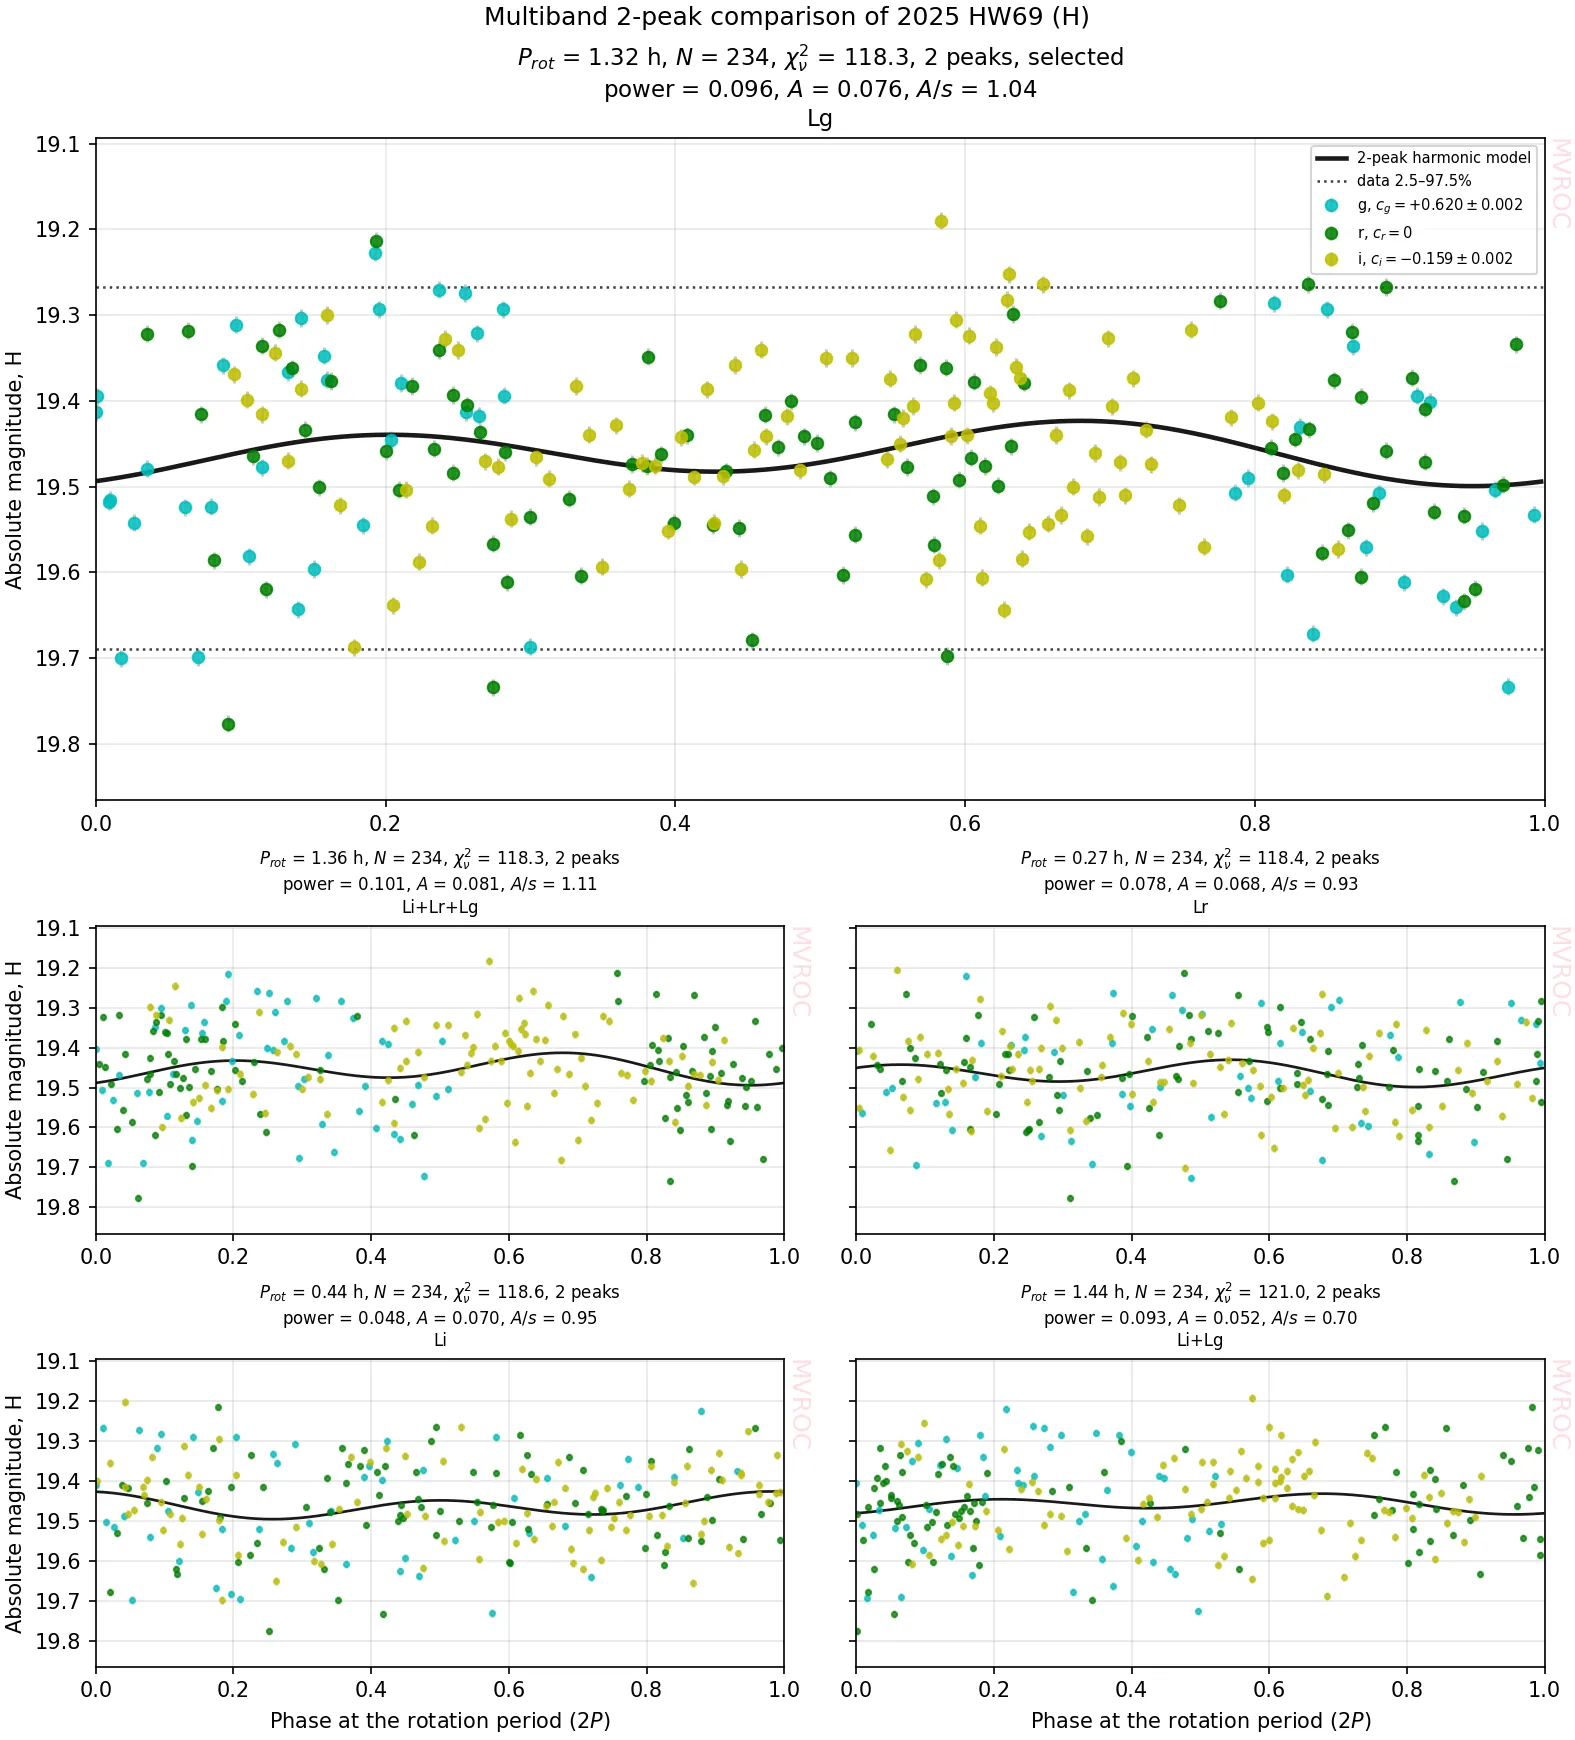 Multiband 2-peak comparison of 2025 HW69 (H)
P_rot = 1.32 h, N = 234, χ²_ν = 118.3, 2 peaks, selected
power = 0.096, A = 0.076, A/s = 1.04
Lg
19.1
19.2
19.3
19.4
19.5
19.6
19.7
19.8
Absolute magnitude, H
2-peak harmonic model
data 2.5–97.5%
g, c_g = +0.620 ± 0.002
r, c_r = 0
i, c_i = −0.159 ± 0.002
MVROC
0.0 0.2 0.4 0.6 0.8 1.0
P_rot = 1.36 h, N = 234, χ²_ν = 118.3, 2 peaks
power = 0.101, A = 0.081, A/s = 1.11
Li+Lr+Lg
19.1
19.2
19.3
19.4
19.5
19.6
19.7
19.8
Absolute magnitude, H
MVROC
0.0 0.2 0.4 0.6 0.8 1.0
P_rot = 0.27 h, N = 234, χ²_ν = 118.4, 2 peaks
power = 0.078, A = 0.068, A/s = 0.93
Lr
MVROC
0.0 0.2 0.4 0.6 0.8 1.0
P_rot = 0.44 h, N = 234, χ²_ν = 118.6, 2 peaks
power = 0.048, A = 0.070, A/s = 0.95
Li
19.1
19.2
19.3
19.4
19.5
19.6
19.7
19.8
Absolute magnitude, H
MVROC
0.0 0.2 0.4 0.6 0.8 1.0
Phase at the rotation period (2P)
P_rot = 1.44 h, N = 234, χ²_ν = 121.0, 2 peaks
power = 0.093, A = 0.052, A/s = 0.70
Li+Lg
MVROC
0.0 0.2 0.4 0.6 0.8 1.0
Phase at the rotation period (2P)